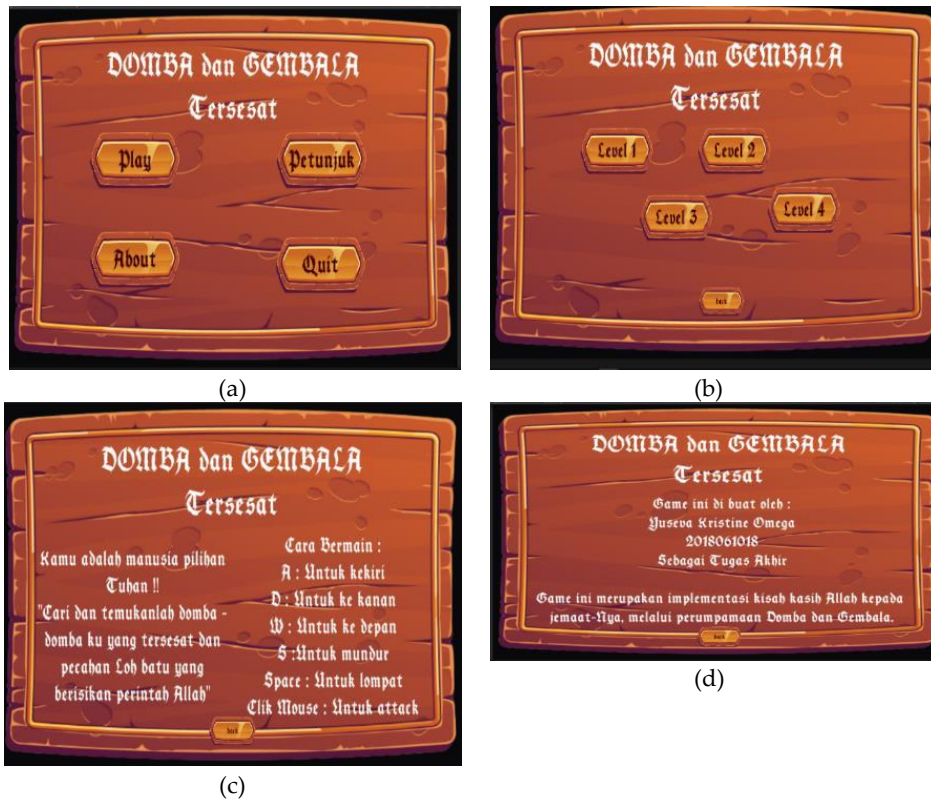 DOMBA dan GEMBALA
Tersesat
Play
Petunjuk
About
Quit
(a)
DOMBA dan GEMBALA
Tersesat
Level 1
Level 2
Level 3
Level 4
back
(b)
DOMBA dan GEMBALA
Tersesat
Kamu adalah manusia pilihan
Tuhan !!
"Cari dan temukanlah domba -
domba ku yang tersesat dan
pecahan Loh batu yang
berisikan perintah Allah"
Cara Bermain :
A : Untuk kekiri
D : Untuk ke kanan
W : Untuk ke depan
S :Untuk mundur
Space : Untuk lompat
Clik Mouse : Untuk attack
back
(c)
DOMBA dan GEMBALA
Tersesat
Game ini di buat oleh :
Yuseva Kristine Omega
2018061018
Sebagai Tugas Akhir
Game ini merupakan implementasi kisah kasih Allah kepada
jemaat-Nya, melalui perumpamaan Domba dan Gembala.
back
(d)